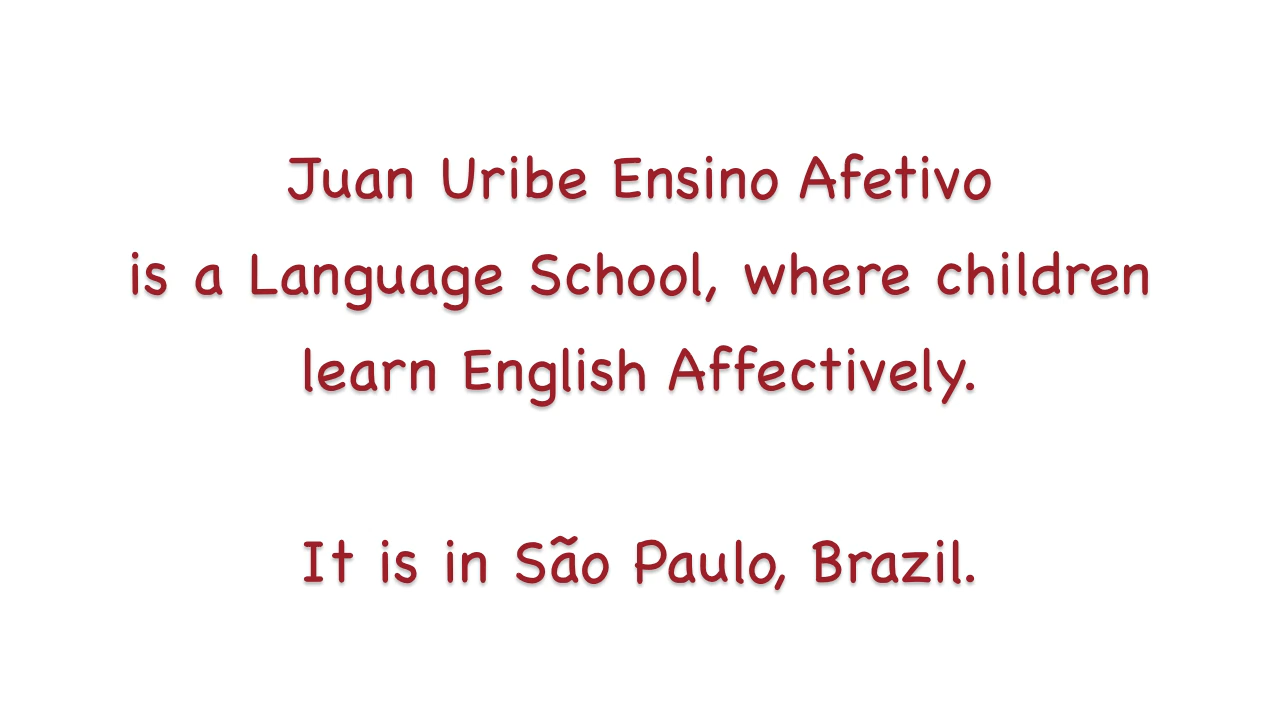 Juan Uribe Ensino Afetivo
is a Language School, where children
learn English Affectively.
It is in São Paulo, Brazil.